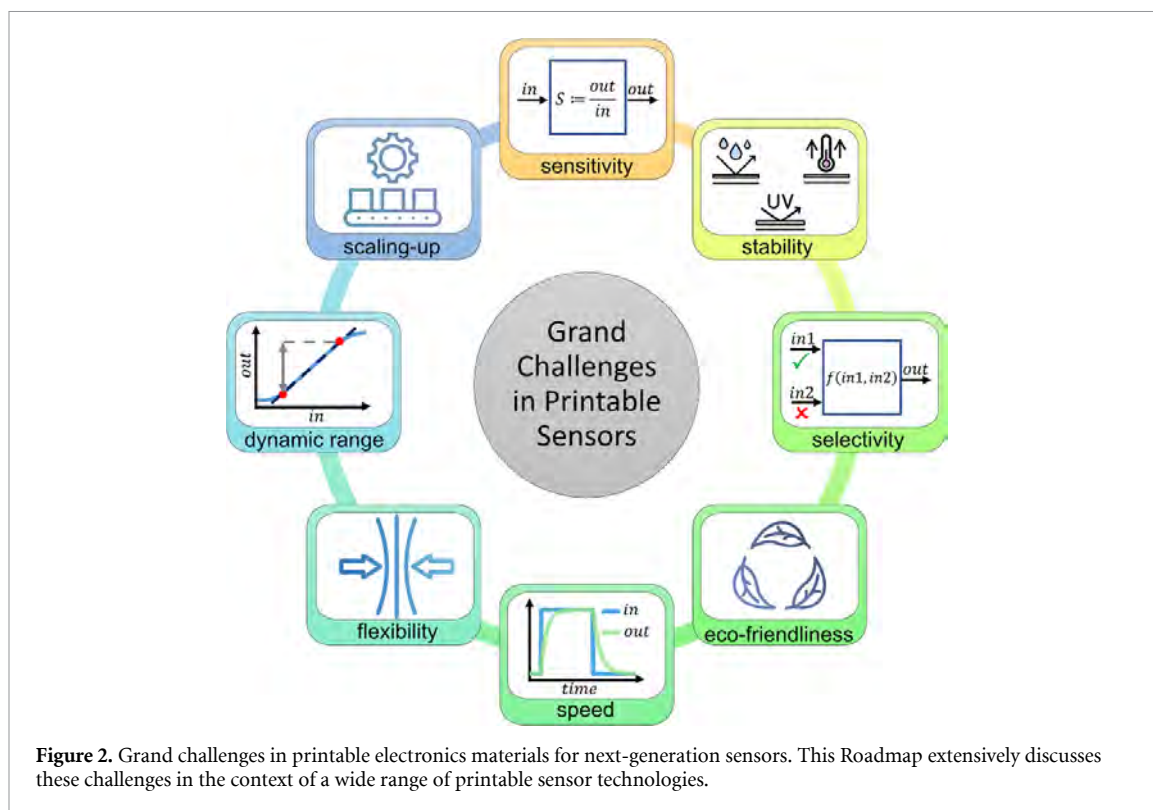 in
S ≔ out/in
out
sensitivity
UV
stability
in1
in2
f(in1, in2)
out
selectivity
eco-friendliness
in
out
time
speed
flexibility
out
in
dynamic range
scaling-up
Grand
Challenges
in Printable
Sensors
Figure 2. Grand challenges in printable electronics materials for next-generation sensors. This Roadmap extensively discusses
these challenges in the context of a wide range of printable sensor technologies.